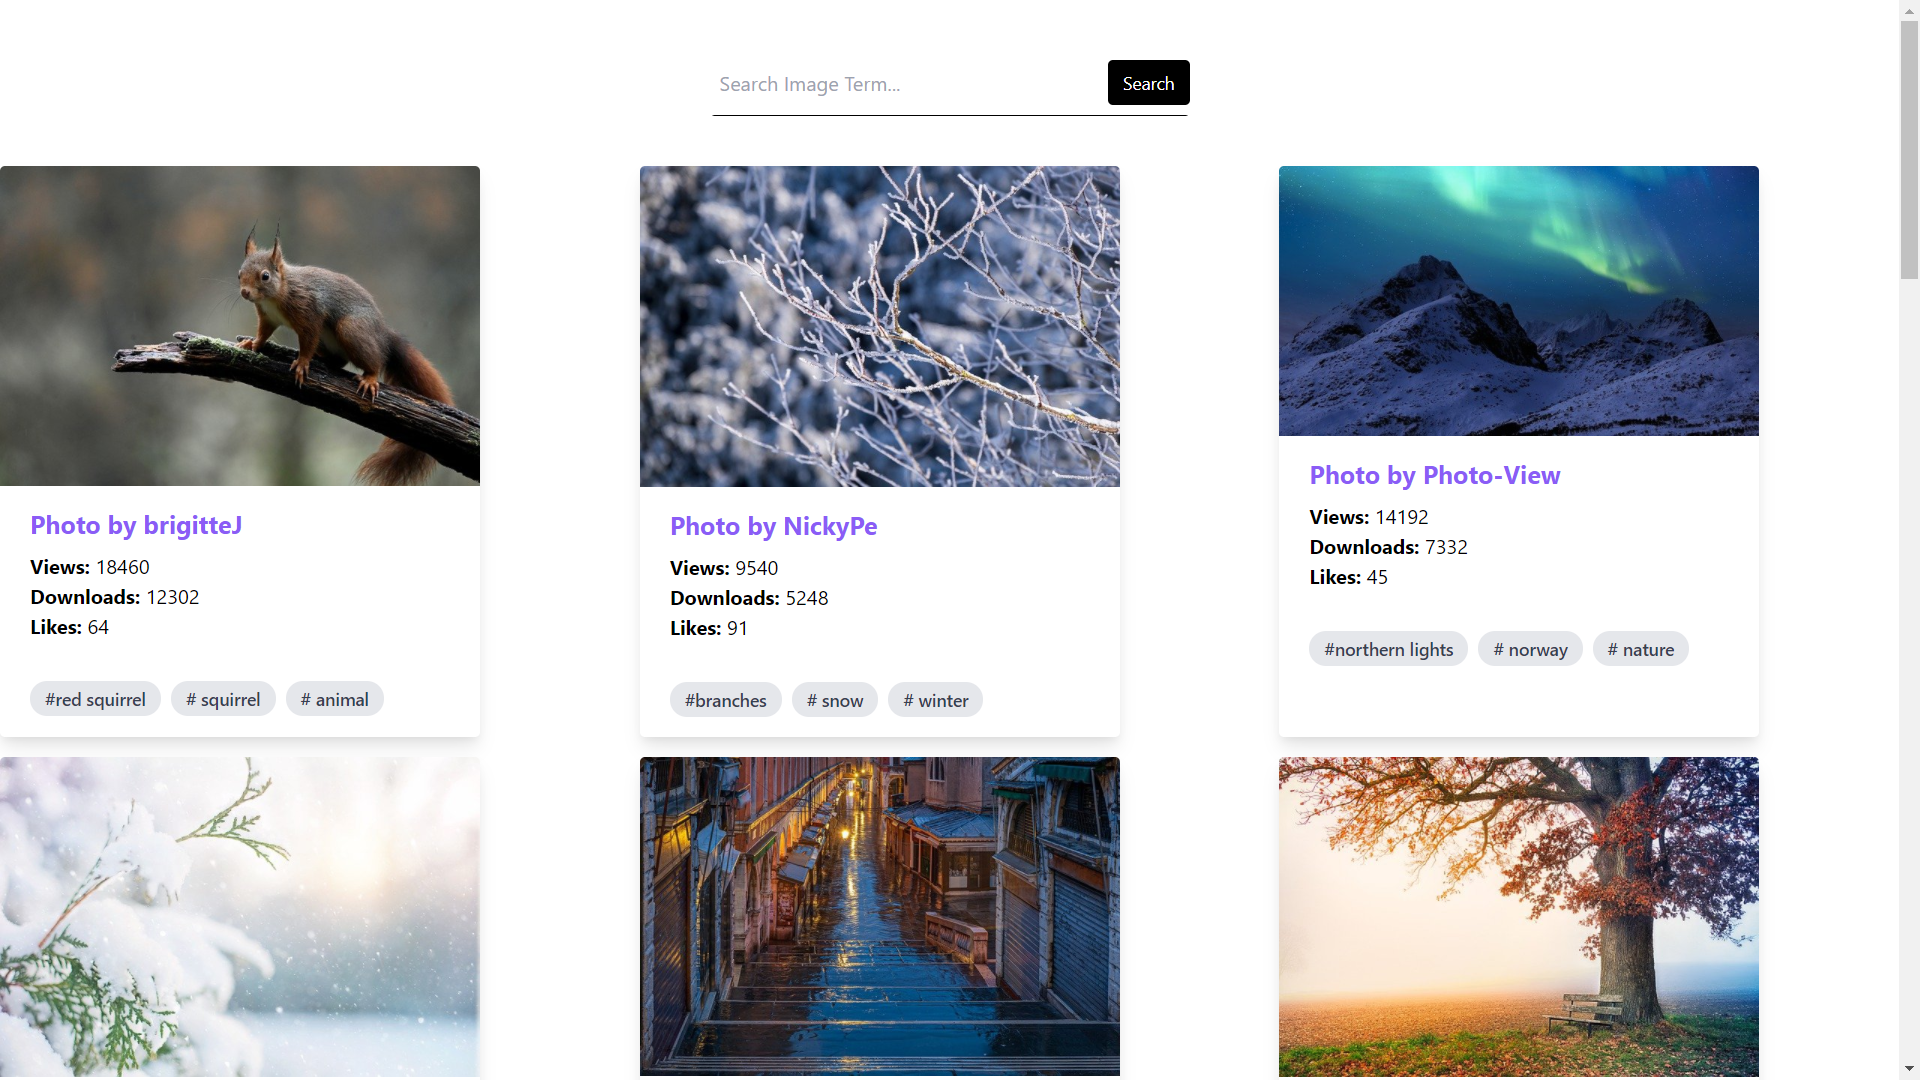 Search Image Term...
Search
Photo by brigitteJ
Views: 18460
Downloads: 12302
Likes: 64
#red squirrel
# squirrel
# animal
Photo by NickyPe
Views: 9540
Downloads: 5248
Likes: 91
#branches
# snow
# winter
Photo by Photo-View
Views: 14192
Downloads: 7332
Likes: 45
#northern lights
# norway
# nature